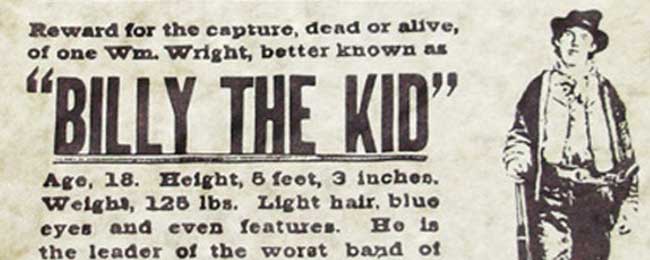 Reward for the capture, dead or alive,
of one Wm. Wright, better known as
"BILLY THE KID"
Age, 18. Height, 5 feet, 3 inches.
Weight, 125 lbs. Light hair, blue
eyes and even features. He is
the leader of the worst band of